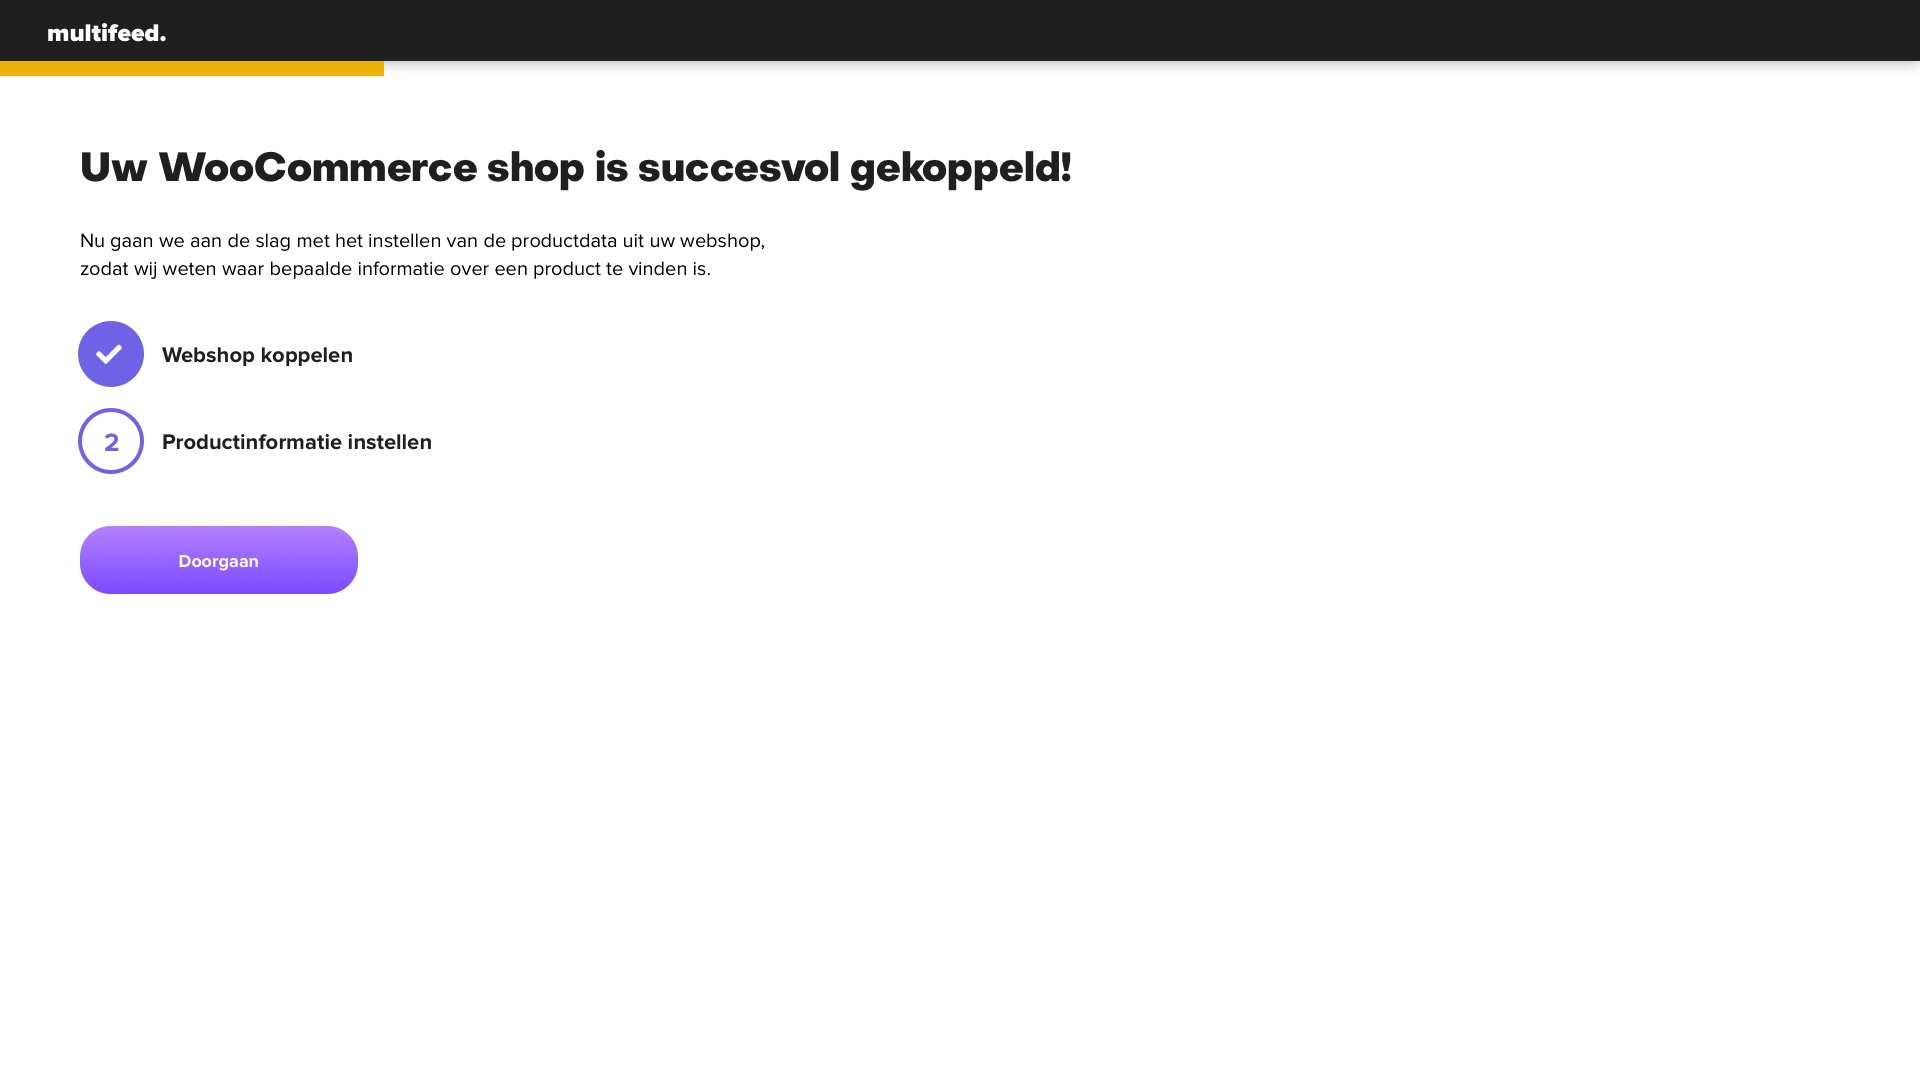 multifeed.
Uw WooCommerce shop is succesvol gekoppeld!
Nu gaan we aan de slag met het instellen van de productdata uit uw webshop,
zodat wij weten waar bepaalde informatie over een product te vinden is.
Webshop koppelen
2 Productinformatie instellen
Doorgaan